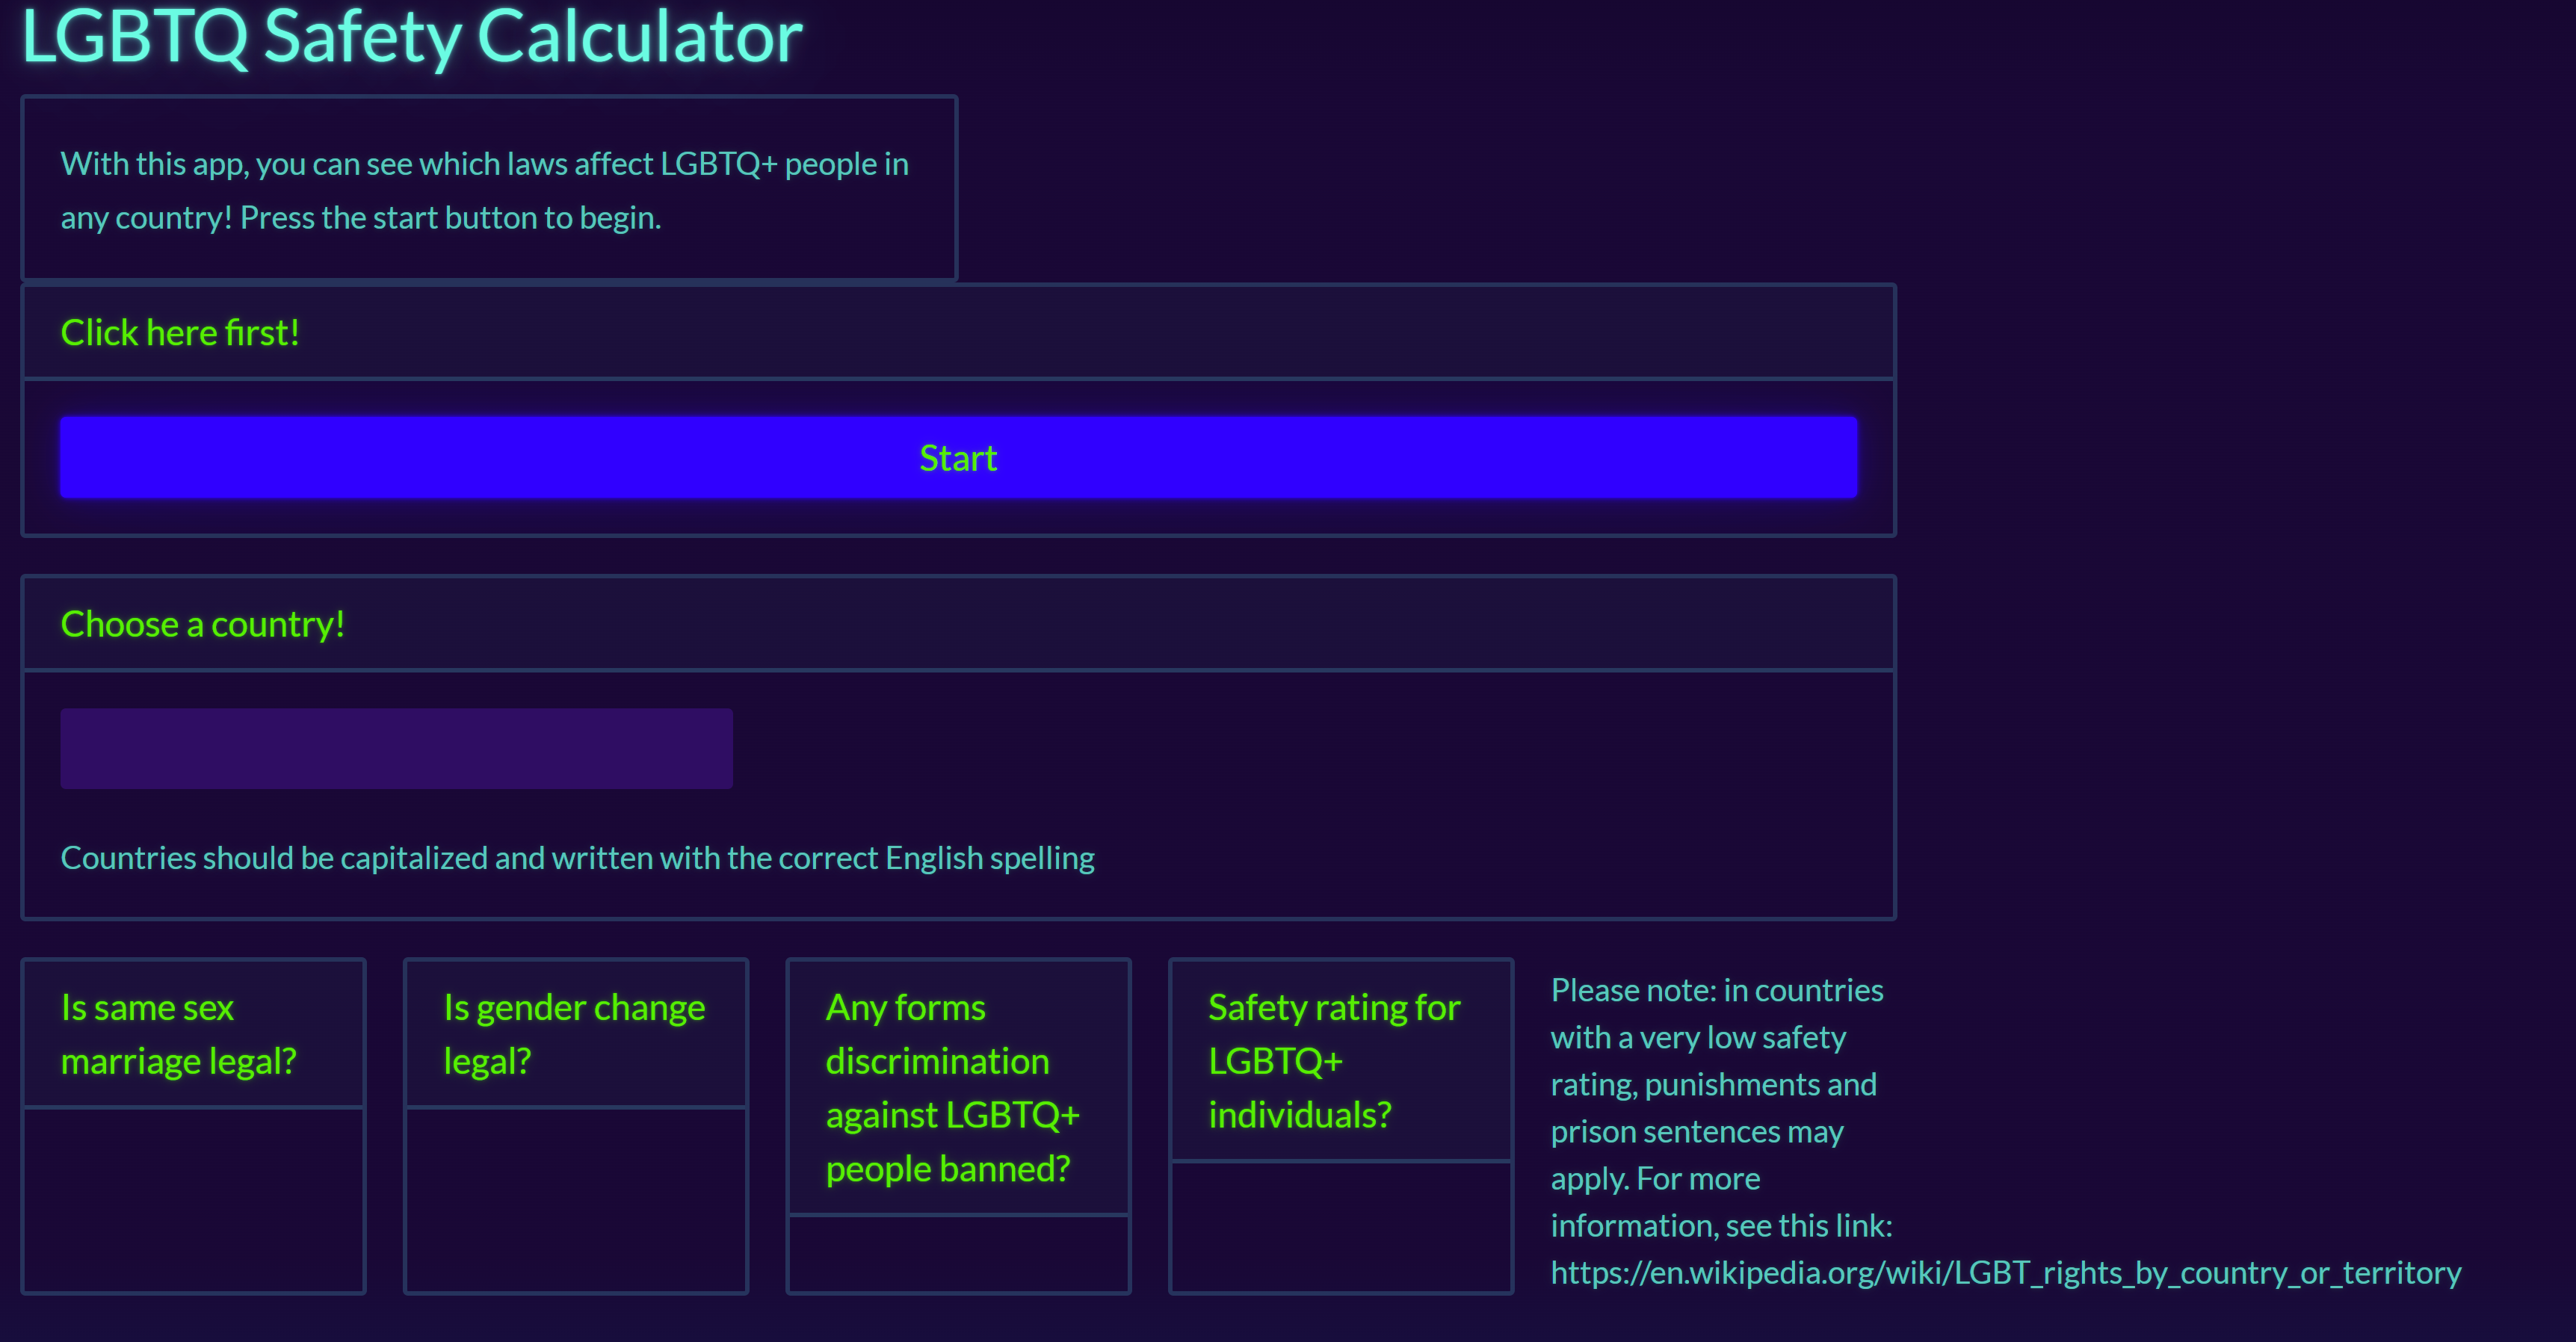 LGBTQ Safety Calculator
With this app, you can see which laws affect LGBTQ+ people in
any country! Press the start button to begin.
Click here first!
Start
Choose a country!
Countries should be capitalized and written with the correct English spelling
Is same sex
marriage legal?
Is gender change
legal?
Any forms
discrimination
against LGBTQ+
people banned?
Safety rating for
LGBTQ+
individuals?
Please note: in countries
with a very low safety
rating, punishments and
prison sentences may
apply. For more
information, see this link:
https://en.wikipedia.org/wiki/LGBT_rights_by_country_or_territory